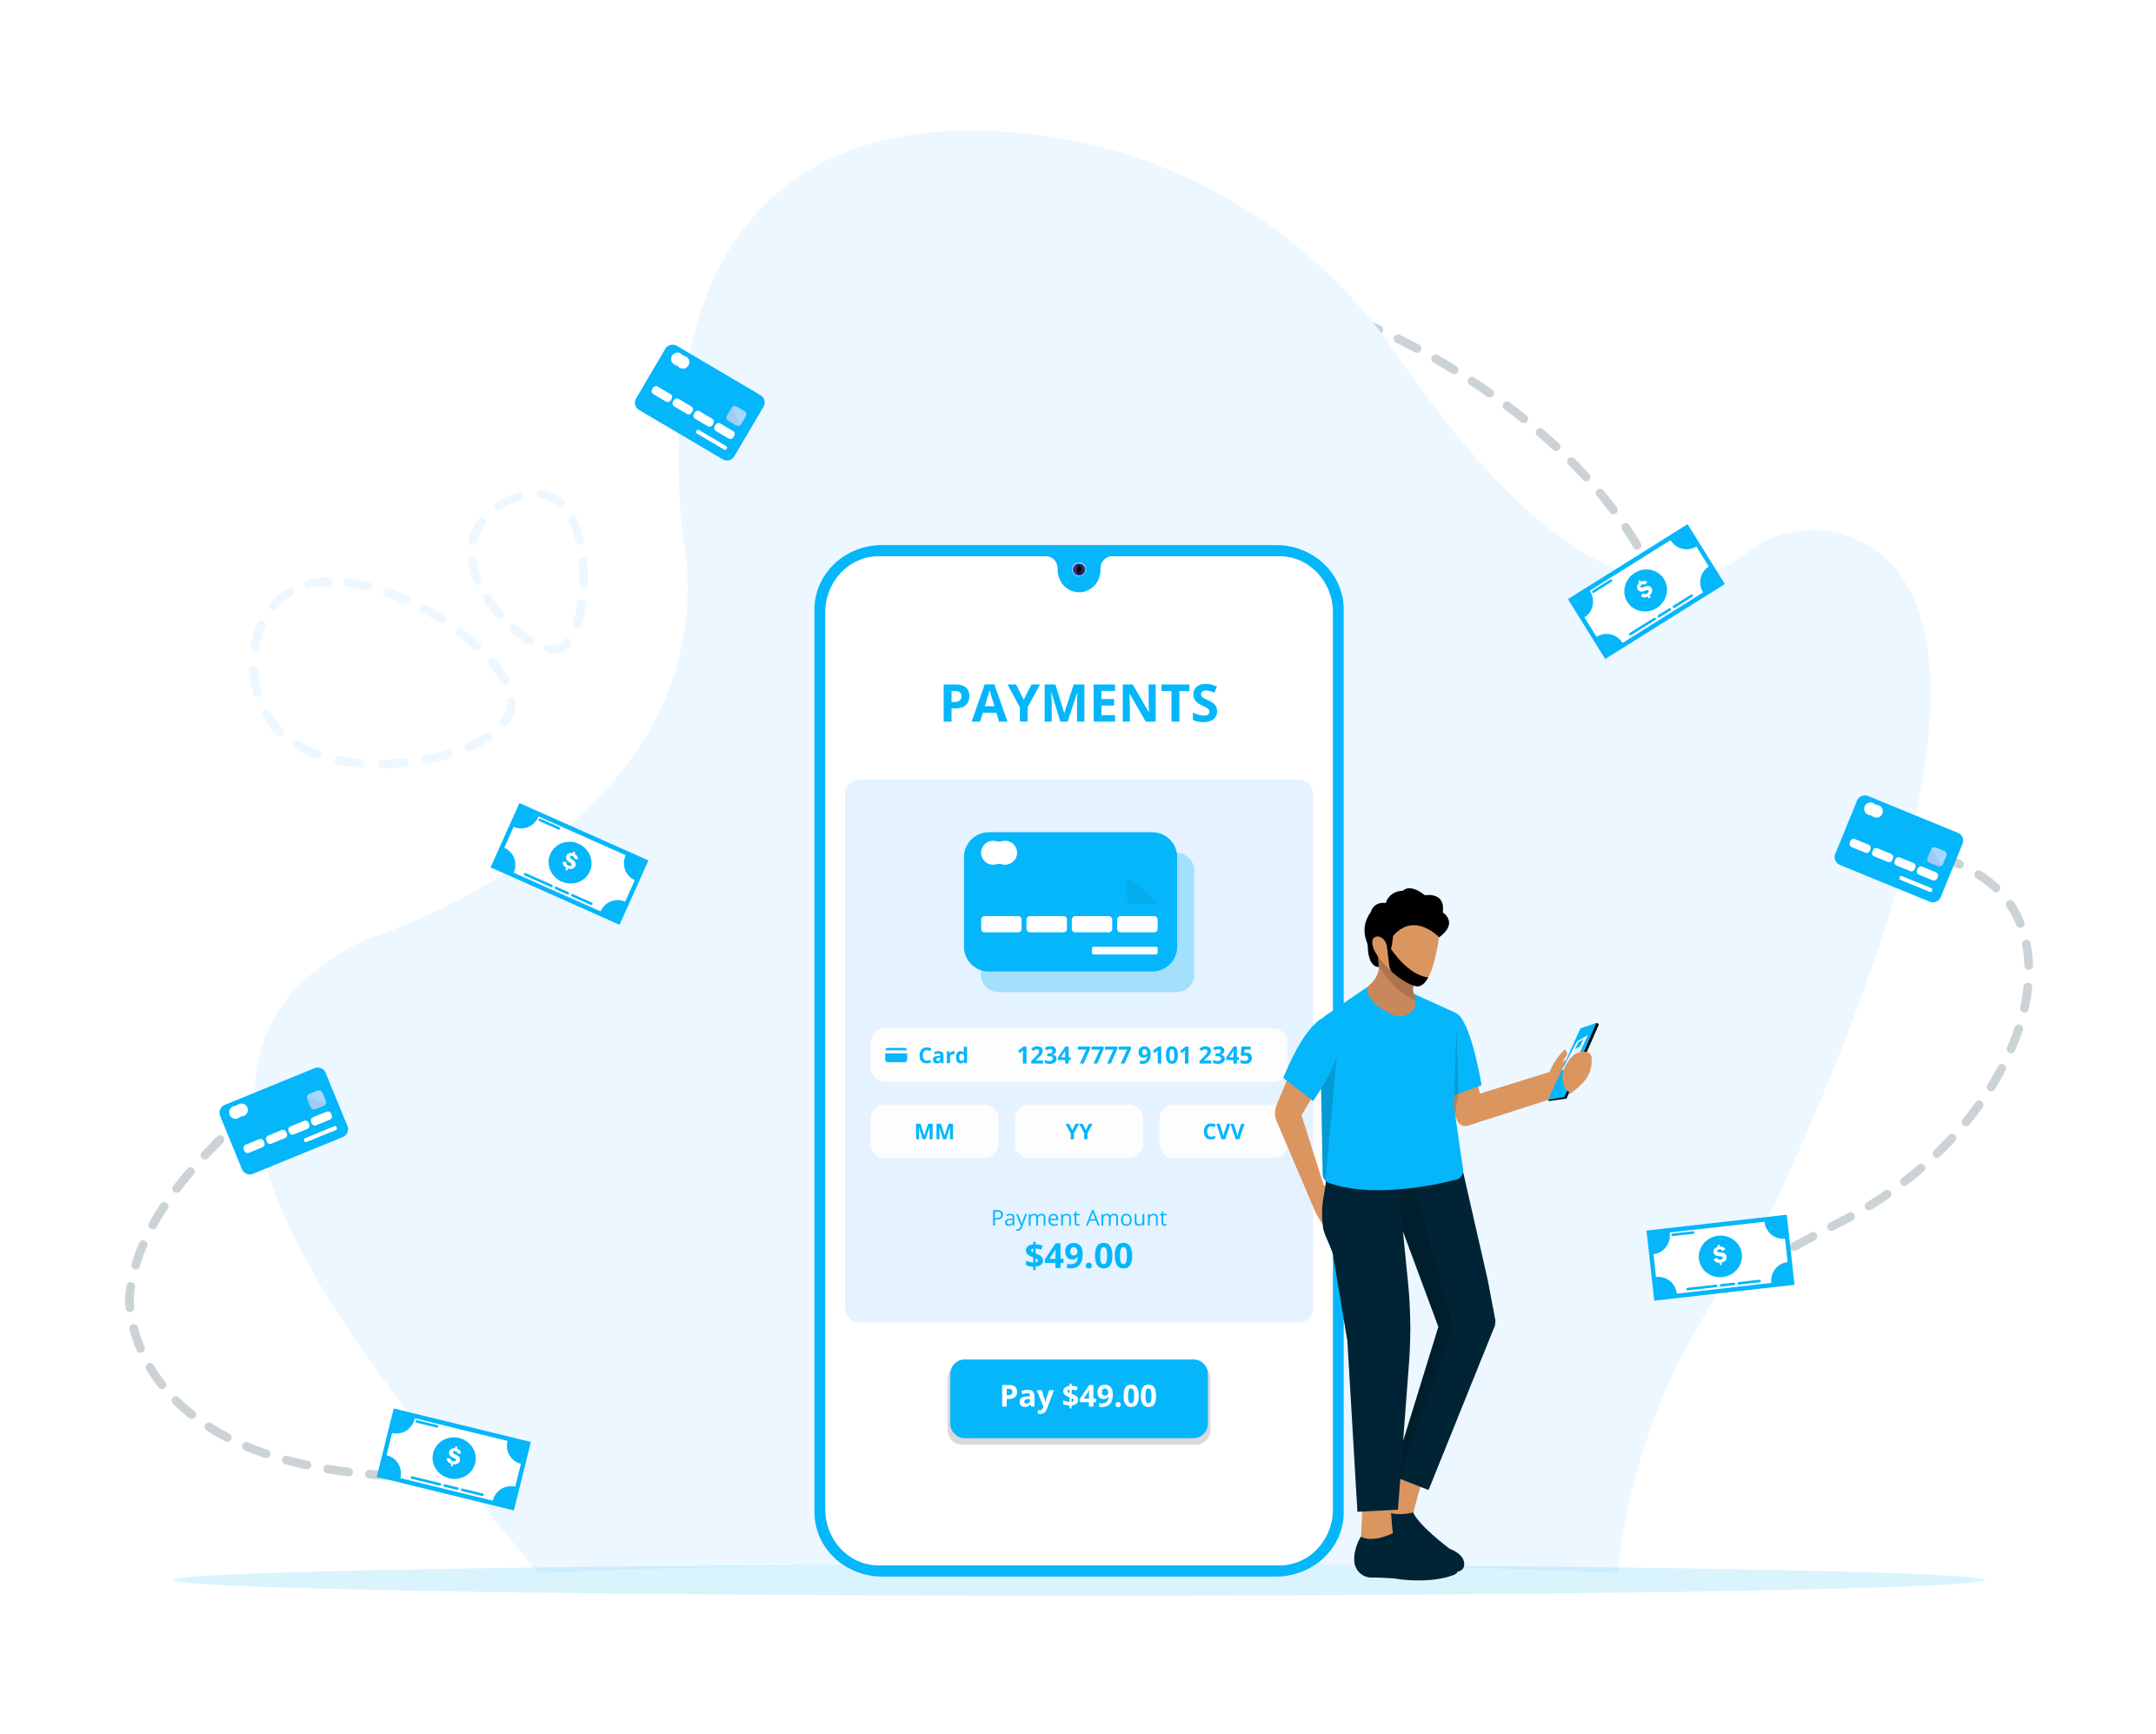 PAYMENTS
Card 1234 7777 9101 2345
MM YY CVV
Payment Amount
$49.00
Pay $49.00
$
$
$
$